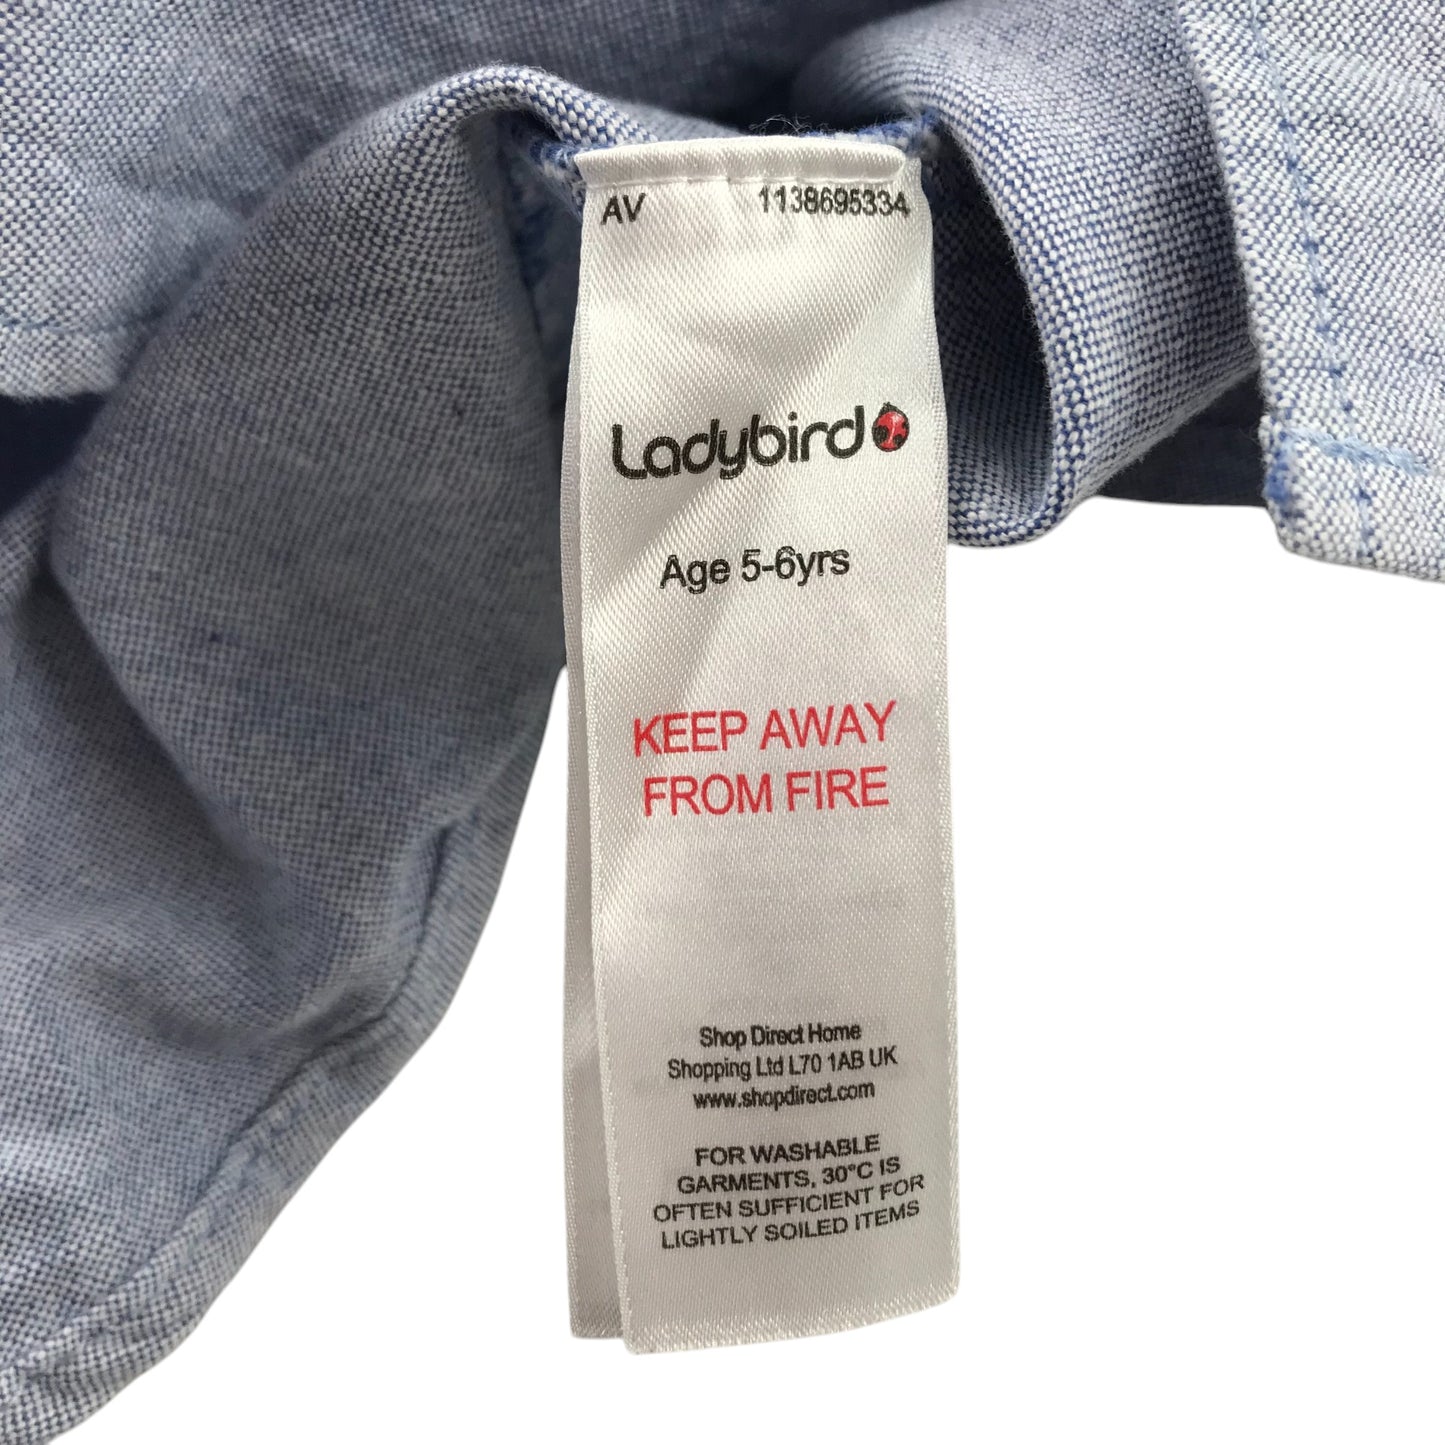 AV 1138695334
Ladybird
Age 5-6yrs
KEEP AWAY
FROM FIRE
Shop Direct Home
Shopping Ltd L70 1AB UK
www.shopdirect.com
FOR WASHABLE
GARMENTS, 30°C IS
OFTEN SUFFICIENT FOR
LIGHTLY SOILED ITEMS